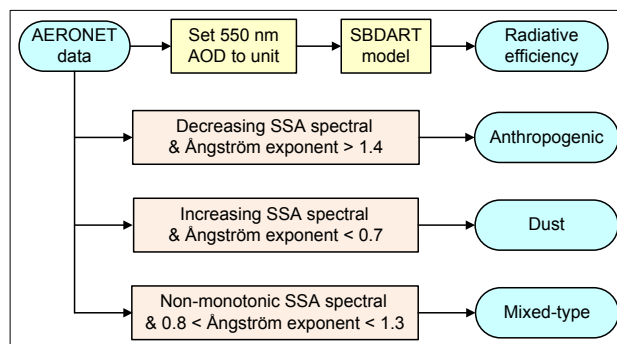 AERONET
data
Set 550 nm
AOD to unit
SBDART
model
Radiative
efficiency
Decreasing SSA spectral
& Ångström exponent > 1.4
Anthropogenic
Increasing SSA spectral
& Ångström exponent < 0.7
Dust
Non-monotonic SSA spectral
& 0.8 < Ångström exponent < 1.3
Mixed-type